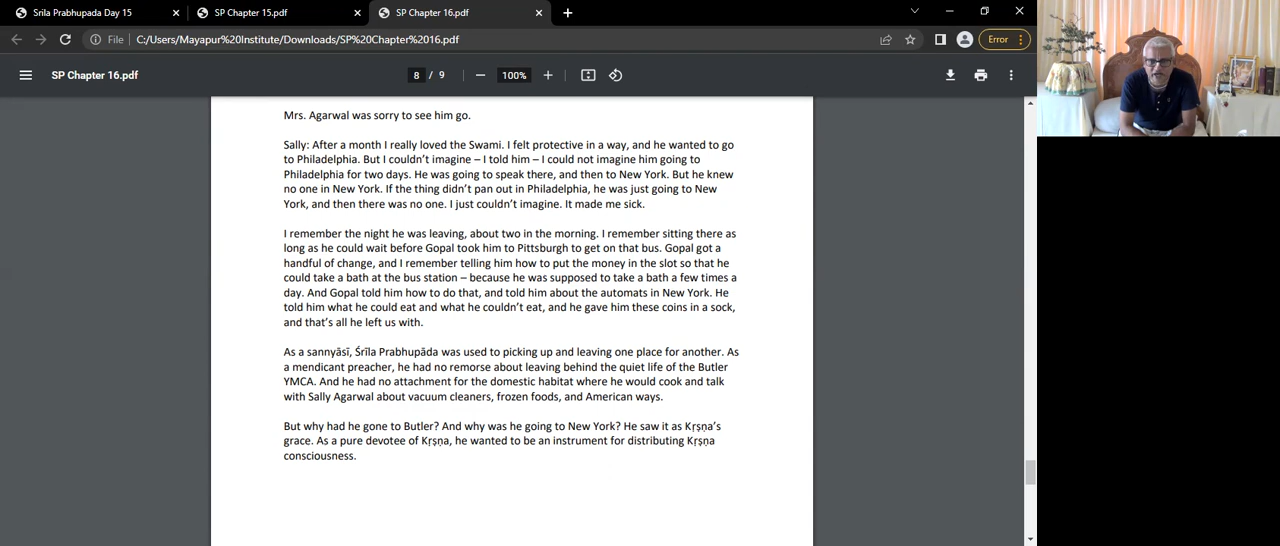 Srila Prabhupada Day 15
SP Chapter 15.pdf
SP Chapter 16.pdf
File
C:/Users/Mayapur%20Institute/Downloads/SP%20Chapter%2016.pdf
Error
SP Chapter 16.pdf
8 / 9
100%
Mrs. Agarwal was sorry to see him go.
Sally: After a month I really loved the Swami. I felt protective in a way, and he wanted to go
to Philadelphia. But I couldn’t imagine – I told him – I could not imagine him going to
Philadelphia for two days. He was going to speak there, and then to New York. But he knew
no one in New York. If the thing didn’t pan out in Philadelphia, he was just going to New
York, and then there was no one. I just couldn’t imagine. It made me sick.
I remember the night he was leaving, about two in the morning. I remember sitting there as
long as he could wait before Gopal took him to Pittsburgh to get on that bus. Gopal got a
handful of change, and I remember telling him how to put the money in the slot so that he
could take a bath at the bus station – because he was supposed to take a bath a few times a
day. And Gopal told him how to do that, and told him about the automats in New York. He
told him what he could eat and what he couldn’t eat, and he gave him these coins in a sock,
and that’s all he left us with.
As a sannyāsī, Śrīla Prabhupāda was used to picking up and leaving one place for another. As
a mendicant preacher, he had no remorse about leaving behind the quiet life of the Butler
YMCA. And he had no attachment for the domestic habitat where he would cook and talk
with Sally Agarwal about vacuum cleaners, frozen foods, and American ways.
But why had he gone to Butler? And why was he going to New York? He saw it as Kṛṣṇa’s
grace. As a pure devotee of Kṛṣṇa, he wanted to be an instrument for distributing Kṛṣṇa
consciousness.